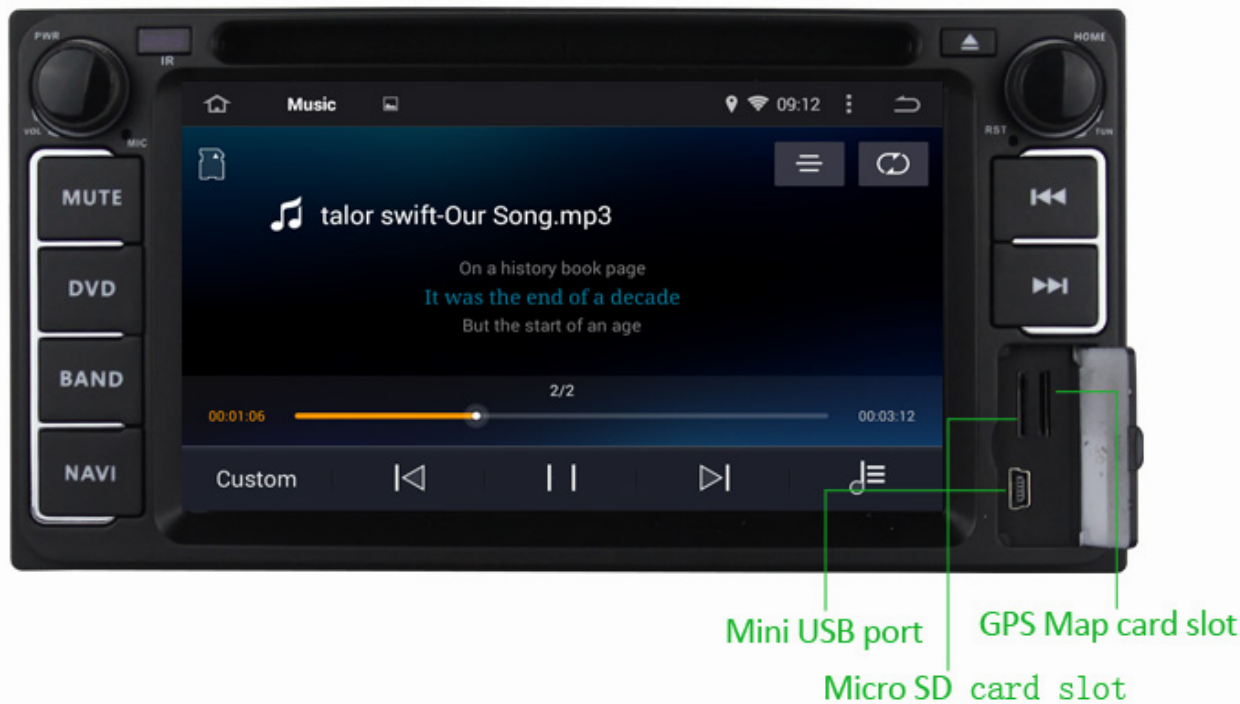 PWR
IR
HOME
VOL
MIC
RST
TUN
Music
09:12
MUTE
DVD
BAND
NAVI
talor swift-Our Song.mp3
On a history book page
It was the end of a decade
But the start of an age
2/2
00:01:06
00:03:12
Custom
Mini USB port
GPS Map card slot
Micro SD card slot